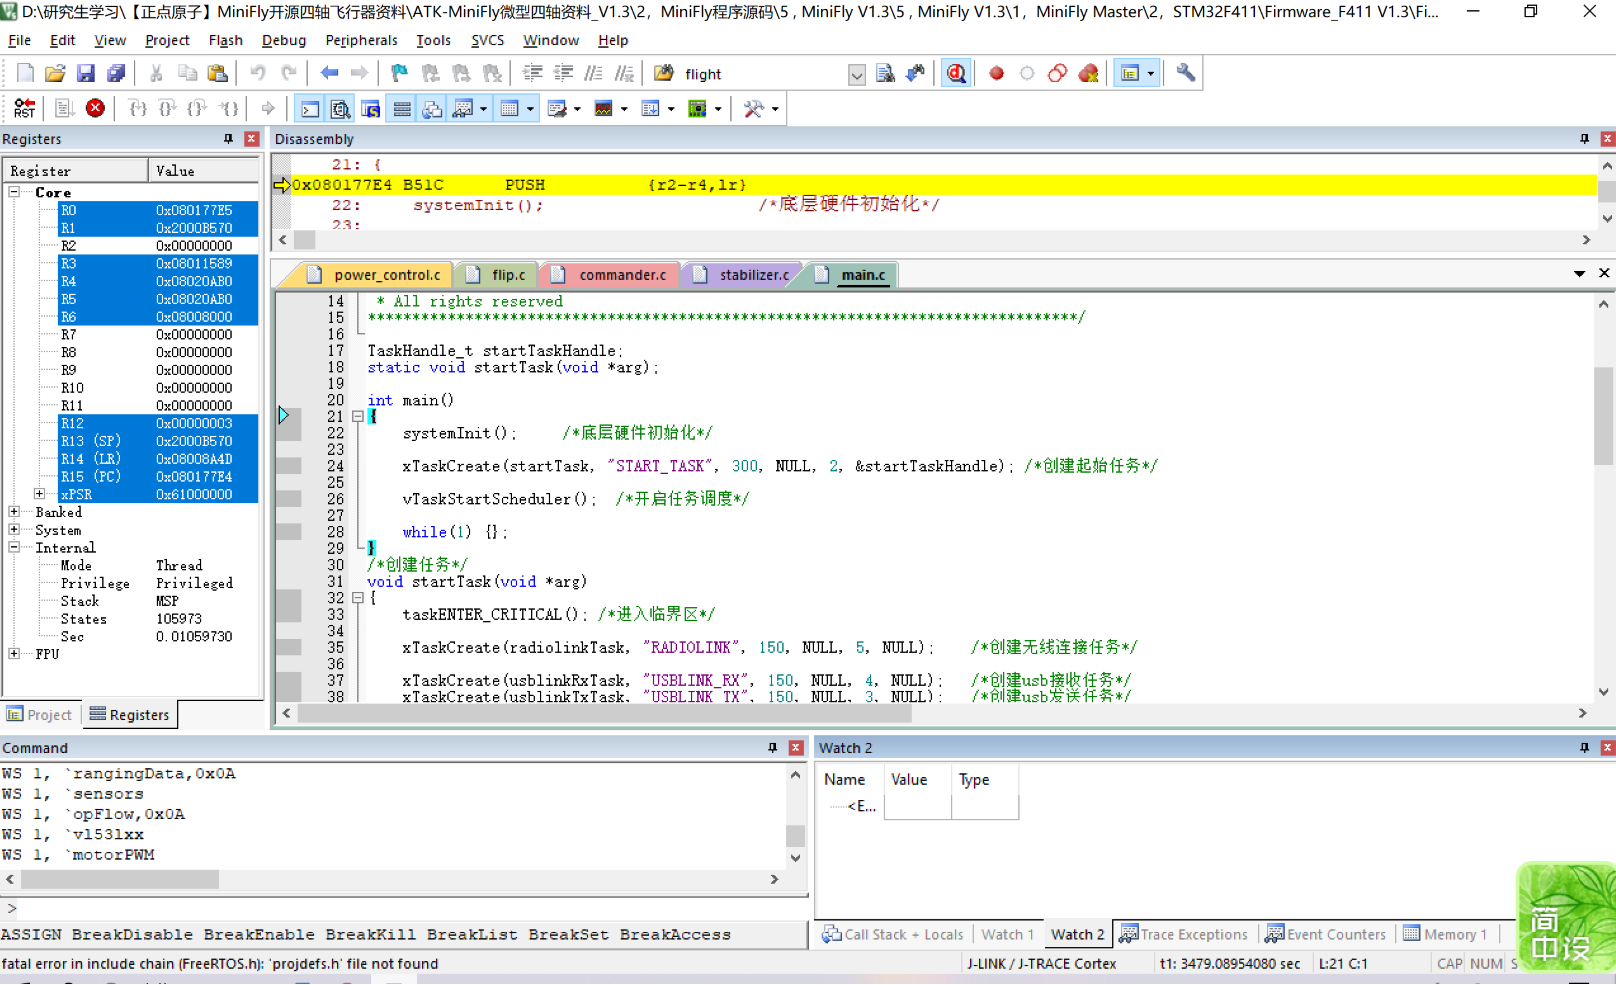 D:\研究生学习\【正点原子】MiniFly开源四轴飞行器资料\ATK-MiniFly微型四轴资料_V1.3\2，MiniFly程序源码\5 , MiniFly V1.3\5 , MiniFly V1.3\1，MiniFly Master\2，STM32F411\Firmware_F411 V1.3\Fi...
File Edit View Project Flash Debug Peripherals Tools SVCS Window Help
flight
RST
Registers
Register Value
Core
R0 0x080177E5
R1 0x2000B570
R2 0x00000000
R3 0x08011589
R4 0x08020AB0
R5 0x08020AB0
R6 0x08008000
R7 0x00000000
R8 0x00000000
R9 0x00000000
R10 0x00000000
R11 0x00000000
R12 0x00000003
R13 (SP) 0x2000B570
R14 (LR) 0x08008A4D
R15 (PC) 0x080177E4
xPSR 0x61000000
Banked
System
Internal
Mode Thread
Privilege Privileged
Stack MSP
States 105973
Sec 0.01059730
FPU
Project Registers
Disassembly
21: {
0x080177E4 B51C PUSH {r2-r4,lr}
22: systemInit(); /*底层硬件初始化*/
23:
power_control.c flip.c commander.c stabilizer.c main.c
14 * All rights reserved
15 ********************************************************************************/
16
17 TaskHandle_t startTaskHandle;
18 static void startTask(void *arg);
19
20 int main()
21 {
22 systemInit(); /*底层硬件初始化*/
23
24 xTaskCreate(startTask, "START_TASK", 300, NULL, 2, &startTaskHandle); /*创建起始任务*/
25
26 vTaskStartScheduler(); /*开启任务调度*/
27
28 while(1) {};
29 }
30 /*创建任务*/
31 void startTask(void *arg)
32 {
33 taskENTER_CRITICAL(); /*进入临界区*/
34
35 xTaskCreate(radiolinkTask, "RADIOLINK", 150, NULL, 5, NULL); /*创建无线连接任务*/
36
37 xTaskCreate(usblinkRxTask, "USBLINK_RX", 150, NULL, 4, NULL); /*创建usb接收任务*/
38 xTaskCreate(usblinkTxTask, "USBLINK_TX", 150, NULL, 3, NULL); /*创建usb发送任务*/
Command
WS 1, `rangingData,0x0A
WS 1, `sensors
WS 1, `opFlow,0x0A
WS 1, `vl53lxx
WS 1, `motorPWM
>
ASSIGN BreakDisable BreakEnable BreakKill BreakList BreakSet BreakAccess
Watch 2
Name Value Type
<E...
Call Stack + Locals Watch 1 Watch 2 Trace Exceptions Event Counters Memory 1
fatal error in include chain (FreeRTOS.h): 'projdefs.h' file not found
J-LINK / J-TRACE Cortex t1: 3479.08954080 sec L:21 C:1 CAP NUM S
简
中设